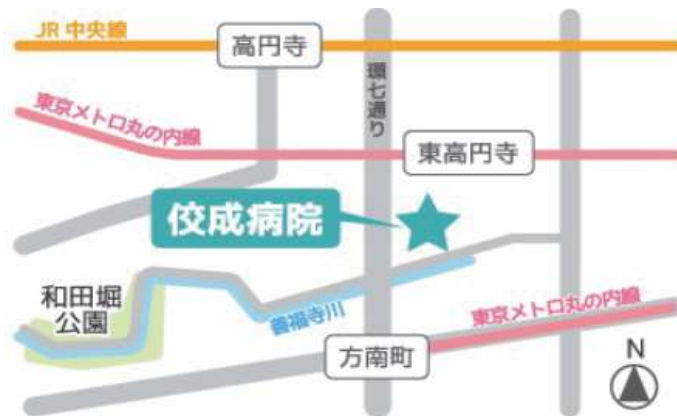 JR 中央線
高円寺
環七通り
東京メトロ丸の内線
東高円寺
佼成病院
和田堀
公園
善福寺川
東京メトロ丸の内線
方南町
N